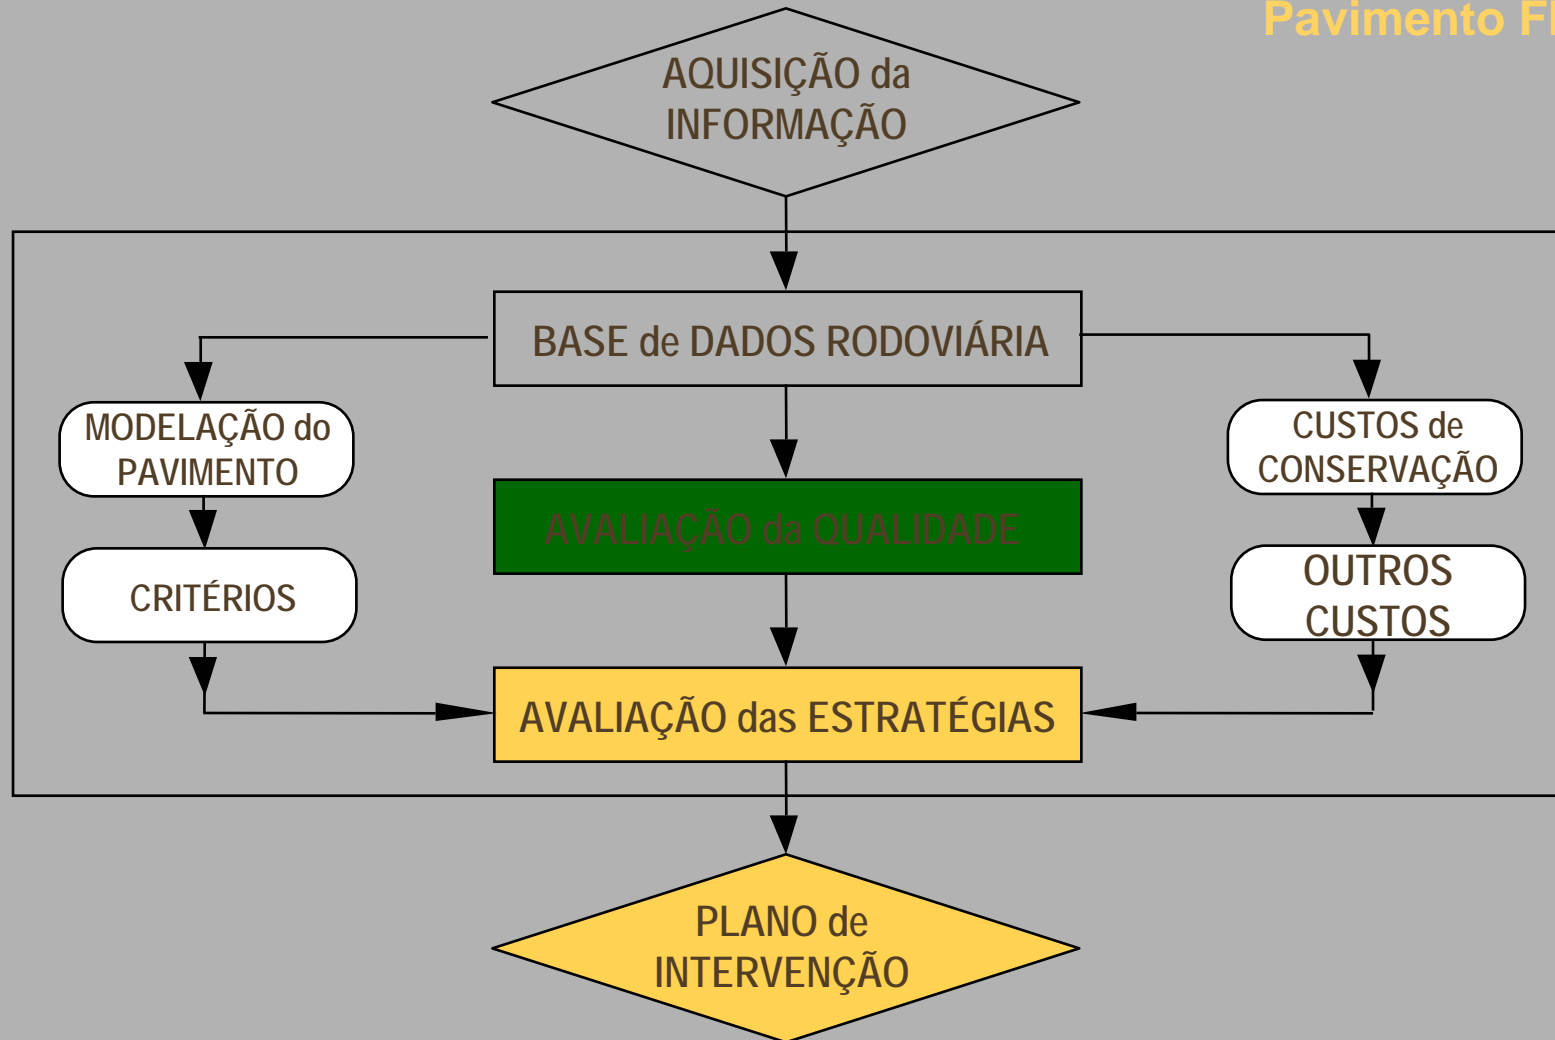 Pavimento Fl
AQUISIÇÃO da
INFORMAÇÃO
BASE de DADOS RODOVIÁRIA
MODELAÇÃO do
PAVIMENTO
CUSTOS de
CONSERVAÇÃO
AVALIAÇÃO da QUALIDADE
CRITÉRIOS
OUTROS
CUSTOS
AVALIAÇÃO das ESTRATÉGIAS
PLANO de
INTERVENÇÃO